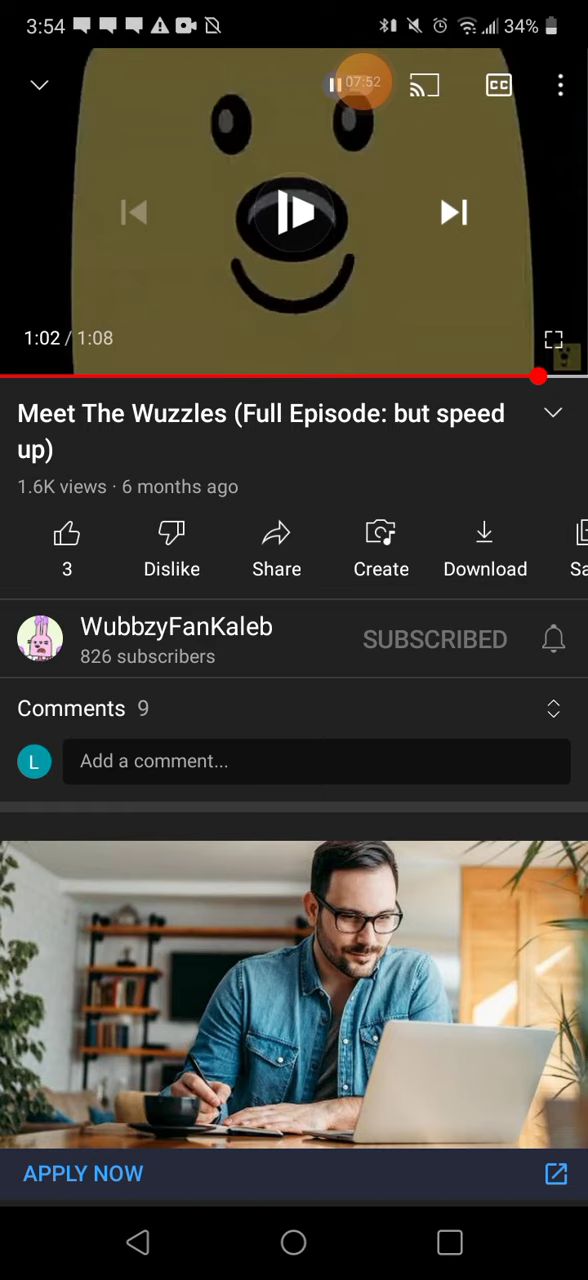 3:54 34%
07:52
CC
1:02 / 1:08
Meet The Wuzzles (Full Episode: but speed
up)
1.6K views · 6 months ago
3 Dislike Share Create Download Sa
WubbzyFanKaleb
SUBSCRIBED
826 subscribers
Comments 9
L Add a comment...
APPLY NOW